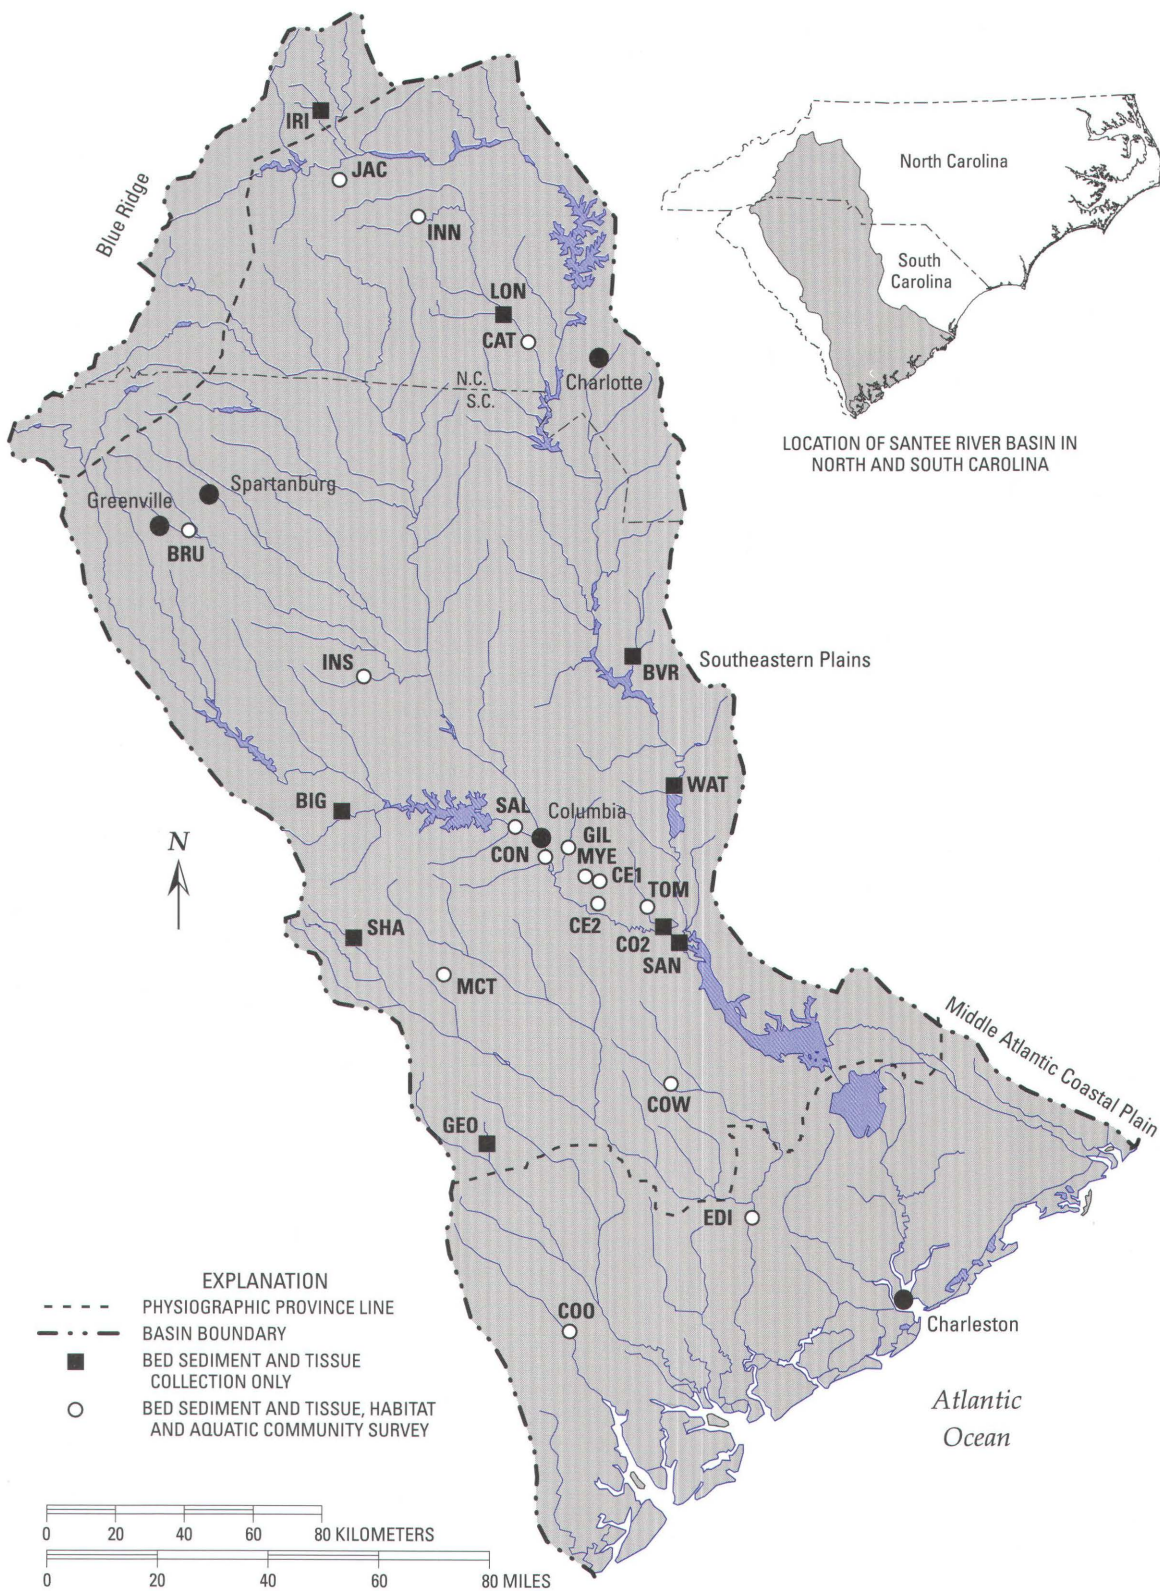 IRI
JAC
INN
Blue Ridge
LON
CAT
Charlotte
N.C.
S.C.
North Carolina
South
Carolina
LOCATION OF SANTEE RIVER BASIN IN
NORTH AND SOUTH CAROLINA
Spartanburg
Greenville
BRU
INS
BVR
Southeastern Plains
WAT
BIG
SAL
Columbia
GIL
CON
MYE
CE1
TOM
CE2
CO2
SAN
N
SHA
MCT
Middle Atlantic Coastal Plain
COW
GEO
EDI
COO
Charleston
Atlantic
Ocean
EXPLANATION
PHYSIOGRAPHIC PROVINCE LINE
BASIN BOUNDARY
BED SEDIMENT AND TISSUE
COLLECTION ONLY
BED SEDIMENT AND TISSUE, HABITAT
AND AQUATIC COMMUNITY SURVEY
0 20 40 60 80 KILOMETERS
0 20 40 60 80 MILES